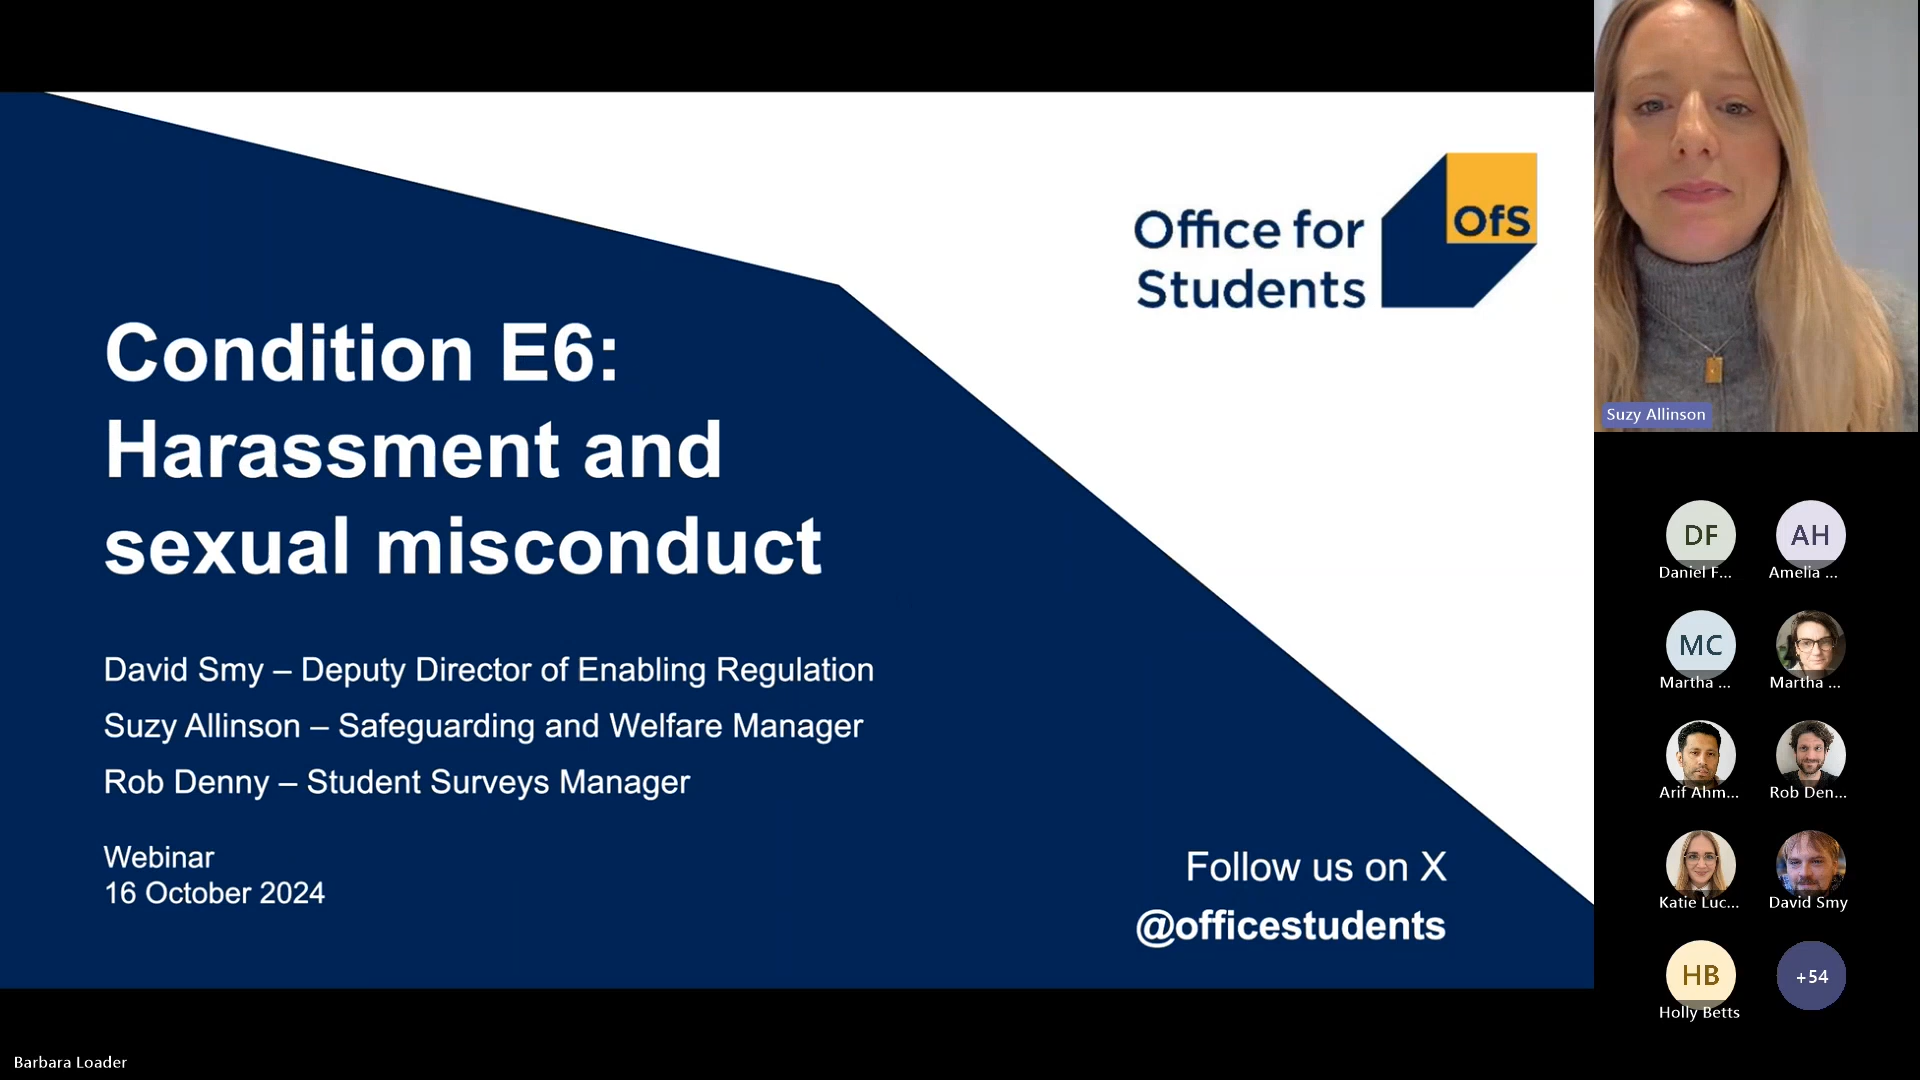 Office for
Students
OfS
Condition E6:
Harassment and
sexual misconduct
David Smy – Deputy Director of Enabling Regulation
Suzy Allinson – Safeguarding and Welfare Manager
Rob Denny – Student Surveys Manager
Webinar
16 October 2024
Follow us on X
@officestudents
Suzy Allinson
DF
Daniel F...
AH
Amelia ...
MC
Martha ...
Martha ...
Arif Ahm...
Rob Den...
Katie Luc...
David Smy
HB
Holly Betts
+54
Barbara Loader